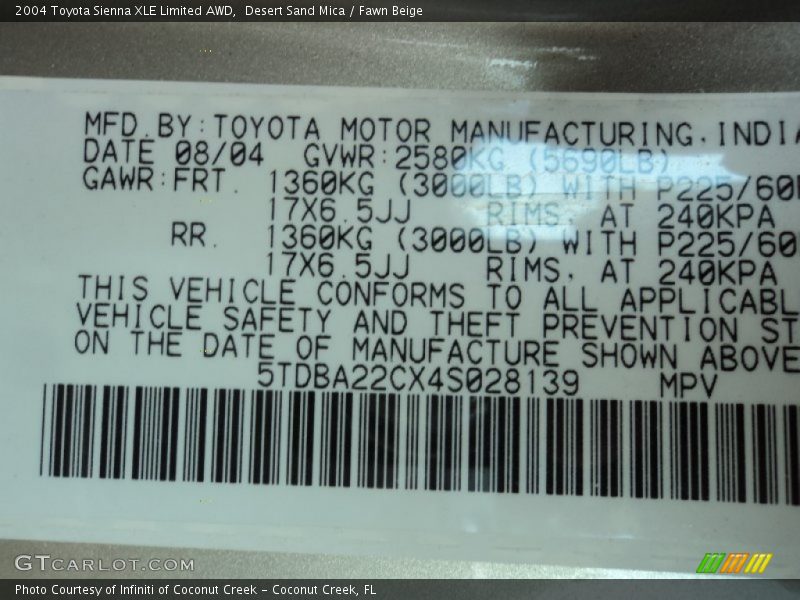 2004 Toyota Sienna XLE Limited AWD,  Desert Sand Mica / Fawn Beige
MFD.BY:TOYOTA MOTOR MANUFACTURING, INDIA
DATE 08/04 GVWR:2580KG (5690LB)
GAWR:FRT. 1360KG (3000LB) WITH P225/60
17X6.5JJ RIMS, AT 240KPA
RR. 1360KG (3000LB) WITH P225/60
17X6.5JJ RIMS, AT 240KPA
THIS VEHICLE CONFORMS TO ALL APPLICABL
VEHICLE SAFETY AND THEFT PREVENTION ST
ON THE DATE OF MANUFACTURE SHOWN ABOVE
5TDBA22CX4S028139 MPV
GTCARLOT.COM
Photo Courtesy of Infiniti of Coconut Creek – Coconut Creek, FL